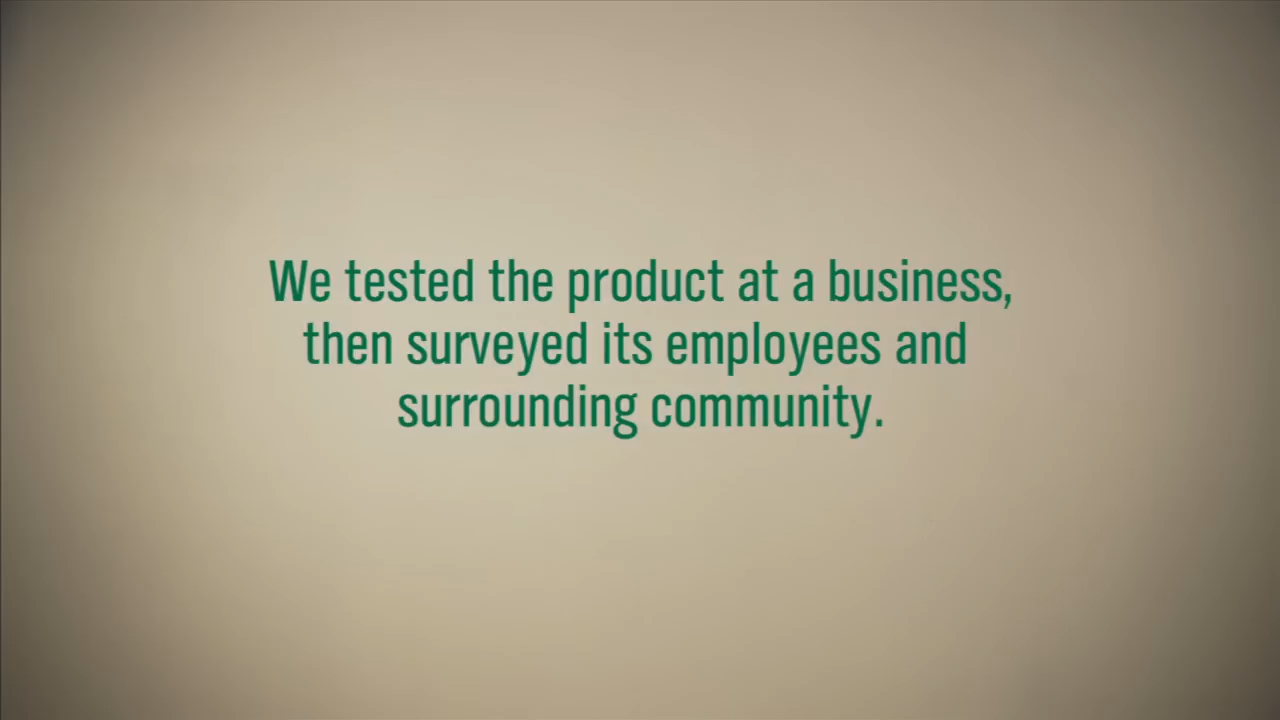 We tested the product at a business,
then surveyed its employees and
surrounding community.